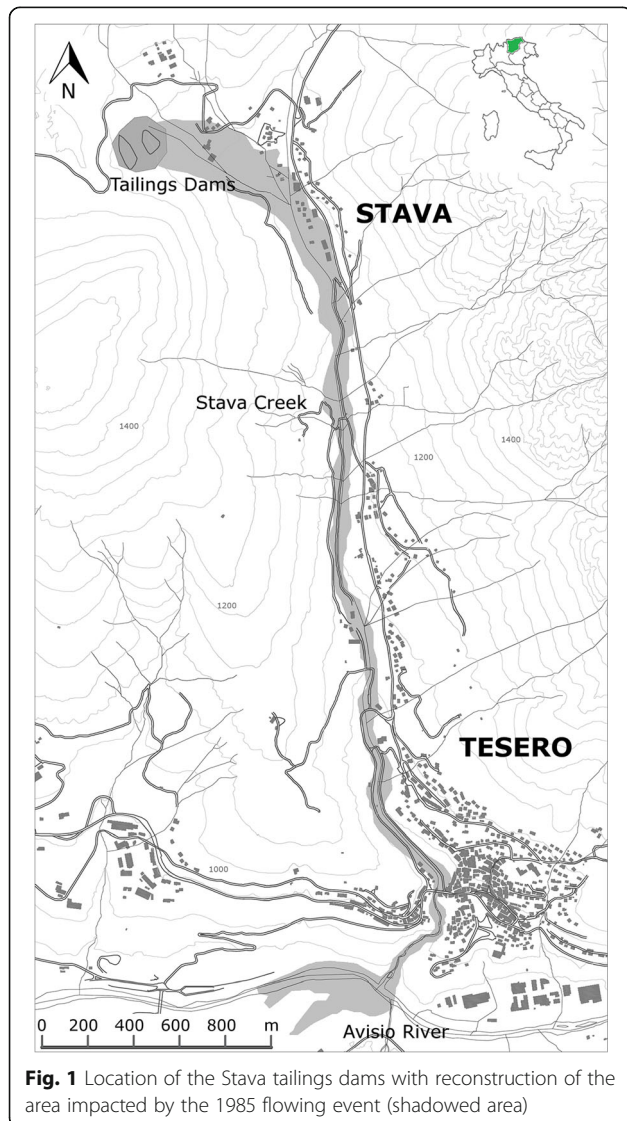 N
Tailings Dams
STAVA
Stava Creek
1400
1400
1200
1200
TESERO
1000
0 200 400 600 800 m
Avisio River
Fig. 1 Location of the Stava tailings dams with reconstruction of the
area impacted by the 1985 flowing event (shadowed area)